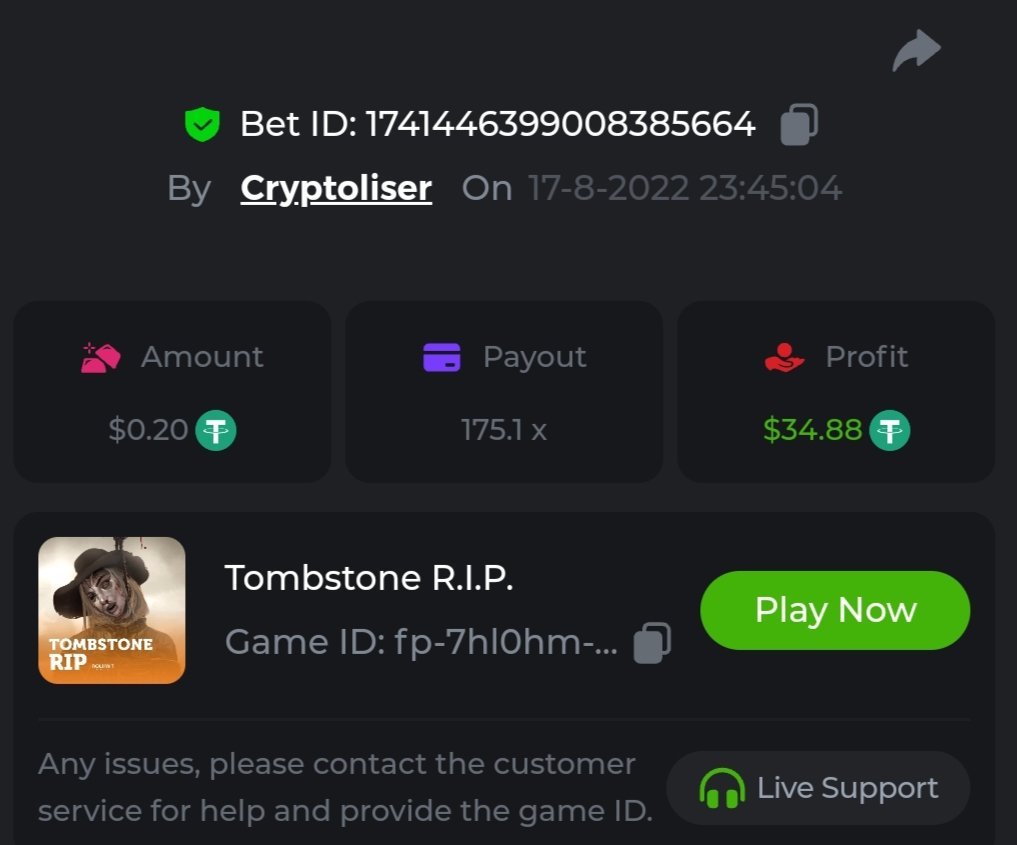 Bet ID: 1741446399008385664
By Cryptoliser On 17-8-2022 23:45:04
Amount
Payout
Profit
$0.20
175.1 x
$34.88
TOMBSTONE
RIP
Tombstone R.I.P.
Game ID: fp-7hl0hm-...
Play Now
Any issues, please contact the customer
service for help and provide the game ID.
Live Support